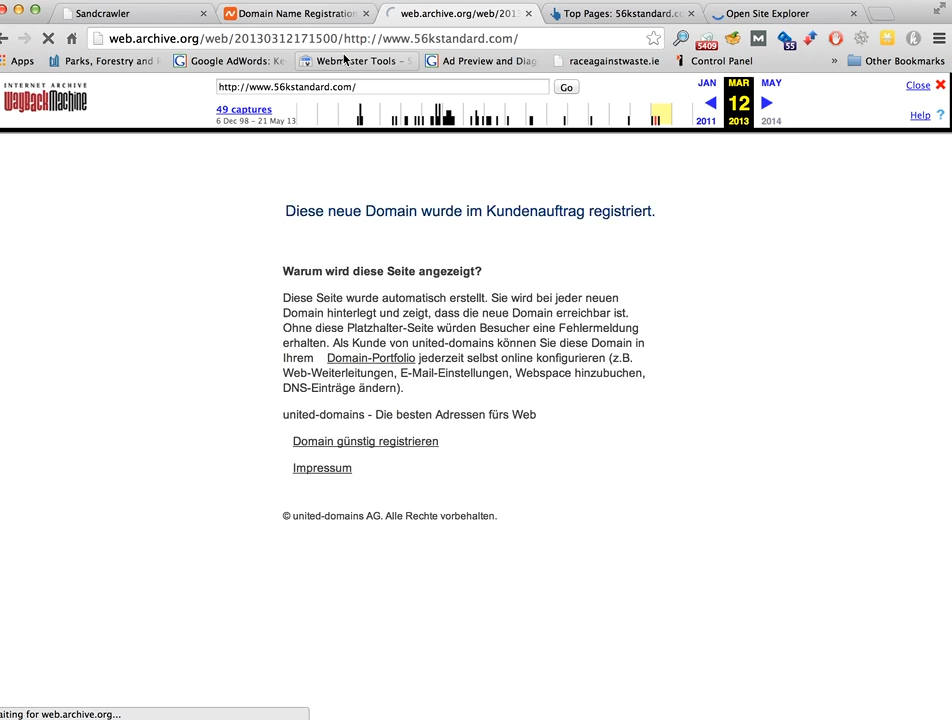 Sandcrawler
Domain Name Registration
web.archive.org/web/201
Top Pages: 56kstandard.c
Open Site Explorer
web.archive.org/web/20130312171500/http://www.56kstandard.com/
5409
55
Apps
Parks, Forestry and
Google AdWords: Ke
Webmaster Tools - S
Ad Preview and Diag
raceagainstwaste.ie
Control Panel
»
Other Bookmarks
INTERNET ARCHIVE
WayBackMachine
http://www.56kstandard.com/
Go
49 captures
6 Dec 98 - 21 May 13
JAN
MAR
MAY
12
2011
2013
2014
Close
Help ?
Diese neue Domain wurde im Kundenauftrag registriert.
Warum wird diese Seite angezeigt?
Diese Seite wurde automatisch erstellt. Sie wird bei jeder neuen
Domain hinterlegt und zeigt, dass die neue Domain erreichbar ist.
Ohne diese Platzhalter-Seite würden Besucher eine Fehlermeldung
erhalten. Als Kunde von united-domains können Sie diese Domain in
Ihrem Domain-Portfolio jederzeit selbst online konfigurieren (z.B.
Web-Weiterleitungen, E-Mail-Einstellungen, Webspace hinzubuchen,
DNS-Einträge ändern).
united-domains - Die besten Adressen fürs Web
Domain günstig registrieren
Impressum
© united-domains AG. Alle Rechte vorbehalten.
aiting for web.archive.org...